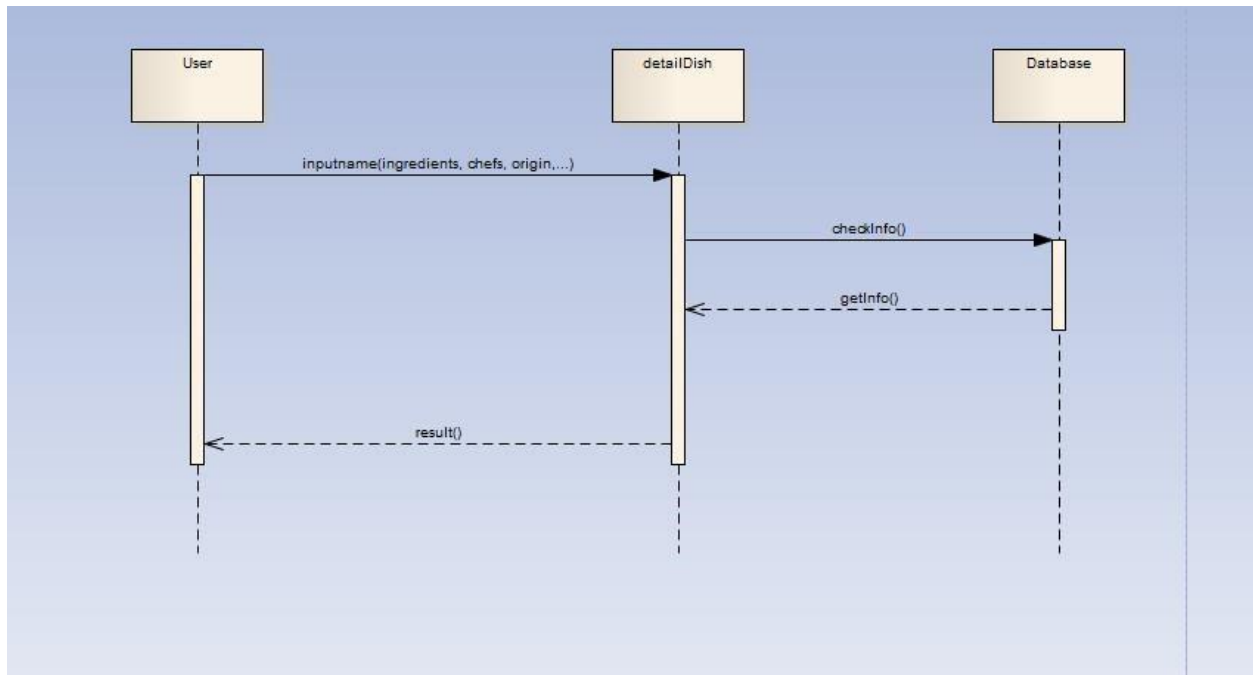 User
detailDish
Database
inputname(ingredients, chefs, origin,...)
checkInfo()
getInfo()
result()